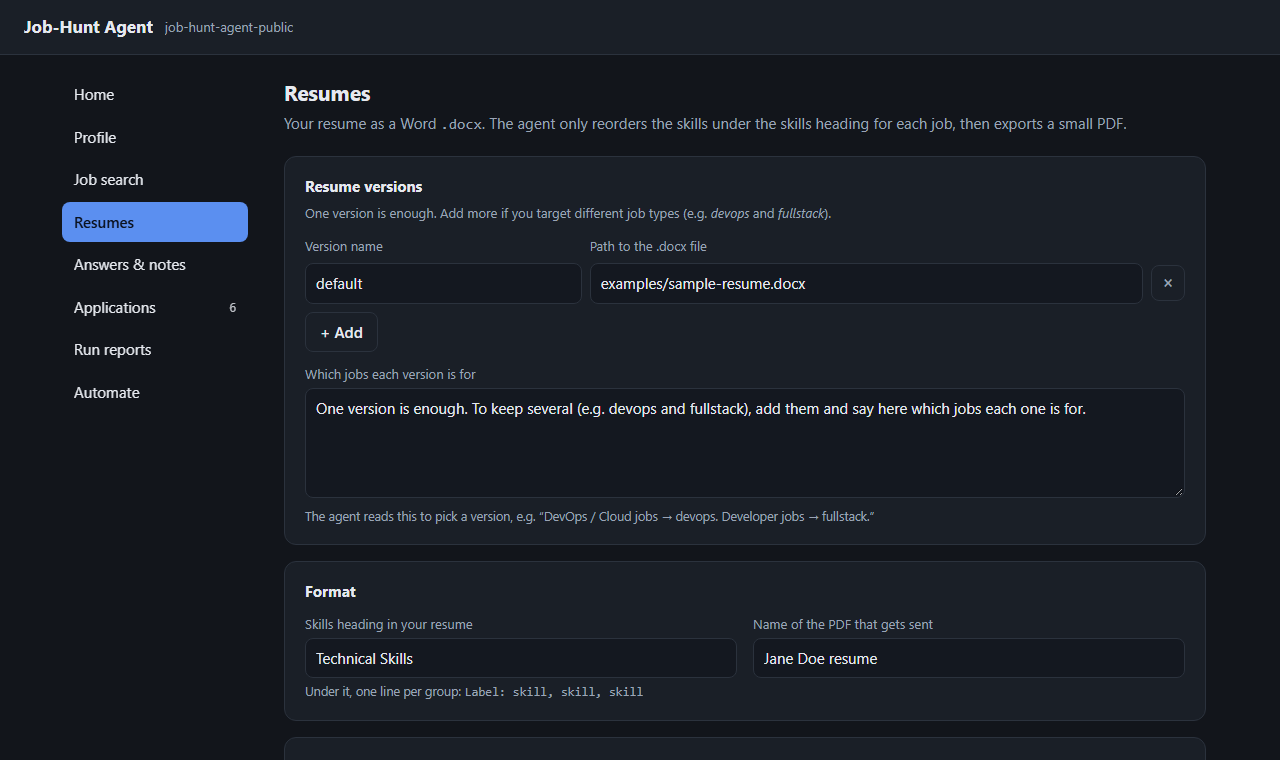 Job-Hunt Agent job-hunt-agent-public
Home
Profile
Job search
Resumes
Answers & notes
Applications 6
Run reports
Automate
Resumes
Your resume as a Word .docx. The agent only reorders the skills under the skills heading for each job, then exports a small PDF.
Resume versions
One version is enough. Add more if you target different job types (e.g. devops and fullstack).
Version name Path to the .docx file
default examples/sample-resume.docx ×
+ Add
Which jobs each version is for
One version is enough. To keep several (e.g. devops and fullstack), add them and say here which jobs each one is for.
The agent reads this to pick a version, e.g. “DevOps / Cloud jobs → devops. Developer jobs → fullstack.”
Format
Skills heading in your resume Name of the PDF that gets sent
Technical Skills Jane Doe resume
Under it, one line per group: Label: skill, skill, skill